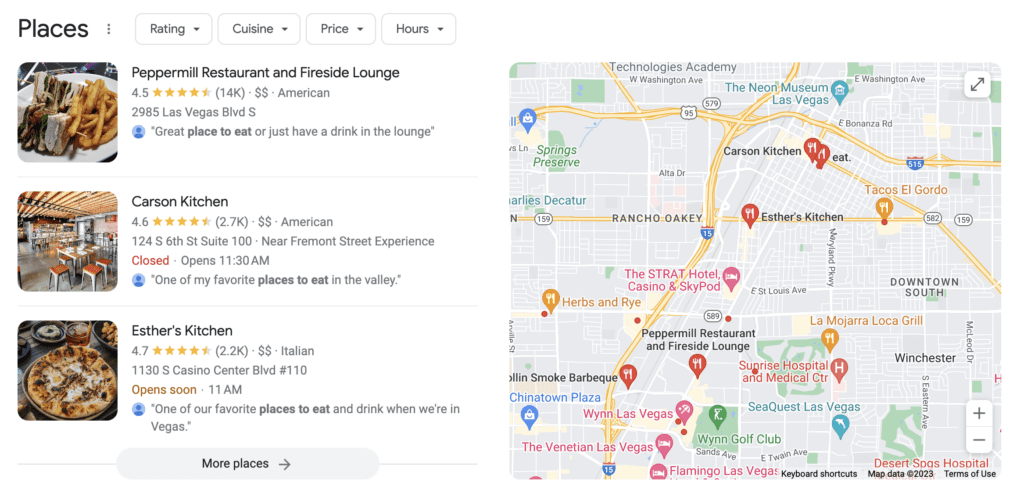 Places
Rating
Cuisine
Price
Hours
Peppermill Restaurant and Fireside Lounge
4.5 (14K) · $$ · American
2985 Las Vegas Blvd S
"Great place to eat or just have a drink in the lounge"
Carson Kitchen
4.6 (2.7K) · $$ · American
124 S 6th St Suite 100 · Near Fremont Street Experience
Closed · Opens 11:30 AM
"One of my favorite places to eat in the valley."
Esther's Kitchen
4.7 (2.2K) · $$ · Italian
1130 S Casino Center Blvd #110
Opens soon · 11 AM
"One of our favorite places to eat and drink when we're in
Vegas."
More places
Technologies Academy
W Washington Ave
E Washington Ave
The Neon Museum
Las Vegas
579
95
E Bonanza Rd
vs Ln
Springs
Preserve
Carson Kitchen
eat.
515
Alta Dr
Tacos El Gordo
harlies Decatur
N
159
RANCHO OAKEY
15
Esther's Kitchen
582
159
Maryland Pkwy
The STRAT Hotel,
Casino & SkyPod
E St Louis Ave
DOWNTOWN
SOUTH
Herbs and Rye
589
La Mojarra Loca Grill
Peppermill Restaurant
and Fireside Lounge
McLeod Dr
Winchester
Sunrise Hospital
and Medical Ctr
H
ollin Smoke Barbeque
S Eastern Ave
Chinatown Plaza
Wynn Las Vegas
SeaQuest Las Vegas
Wynn Golf Club
The Venetian Las Vegas
Sands Ave
E Twain Ave
15
Flamingo Las Vegas
Desert Spgs Hospital
Keyboard shortcuts
Map data ©2023
Terms of Use